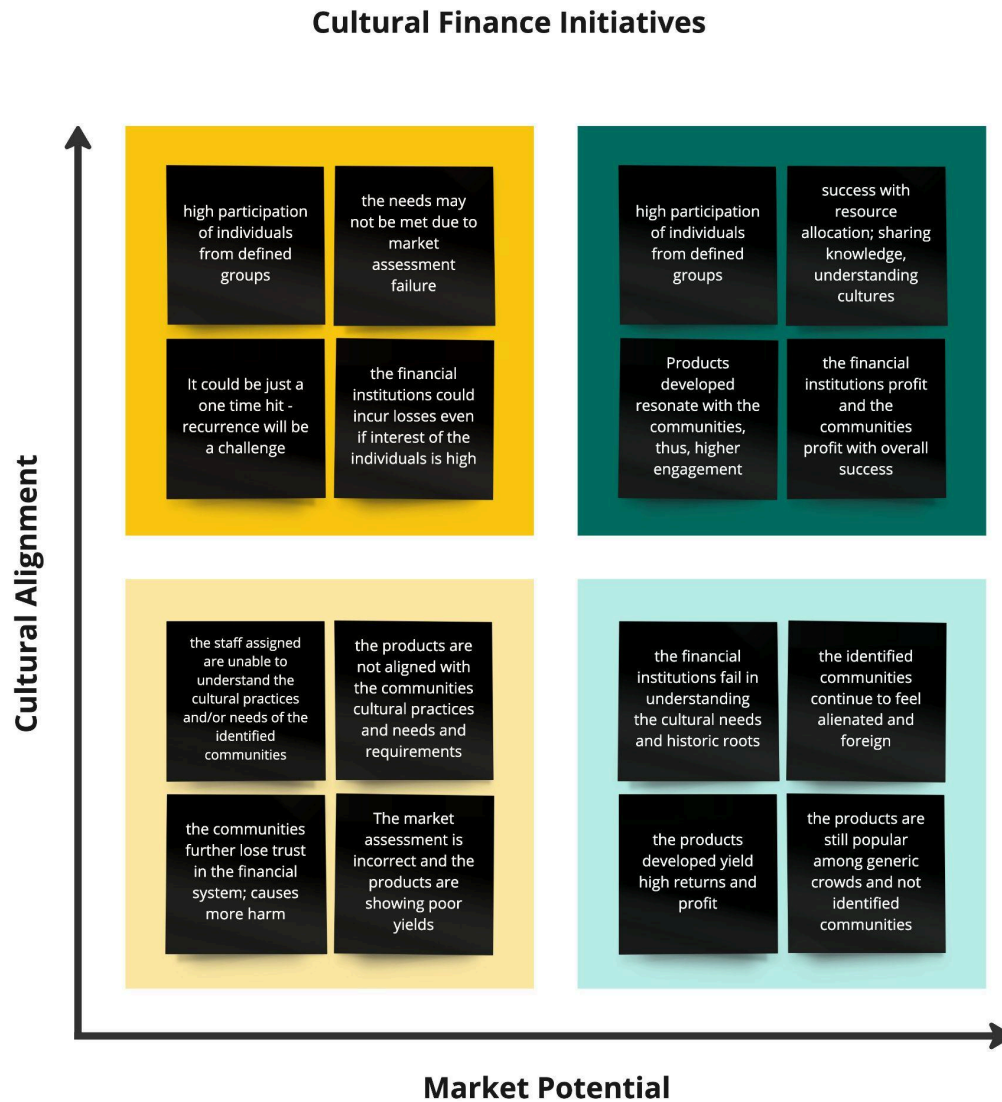 Cultural Finance Initiatives
high participation
of individuals
from defined
groups
the needs may
not be met due to
market
assessment
failure
It could be just a
one time hit -
recurrence will be
a challenge
the financial
institutions could
incur losses even
if interest of the
individuals is high
high participation
of individuals
from defined
groups
success with
resource
allocation; sharing
knowledge,
understanding
cultures
Products
developed
resonate with the
communities,
thus, higher
engagement
the financial
institutions profit
and the
communities
profit with overall
success
Cultural Alignment
the staff assigned
are unable to
understand the
cultural practices
and/or needs of the
identified
communities
the products are
not aligned with
the communities
cultural practices
and needs and
requirements
the communities
further lose trust
in the financial
system; causes
more harm
The market
assessment is
incorrect and the
products are
showing poor
yields
the financial
institutions fail in
understanding
the cultural needs
and historic roots
the identified
communities
continue to feel
alienated and
foreign
the products
developed yield
high returns and
profit
the products are
still popular
among generic
crowds and not
identified
communities
Market Potential